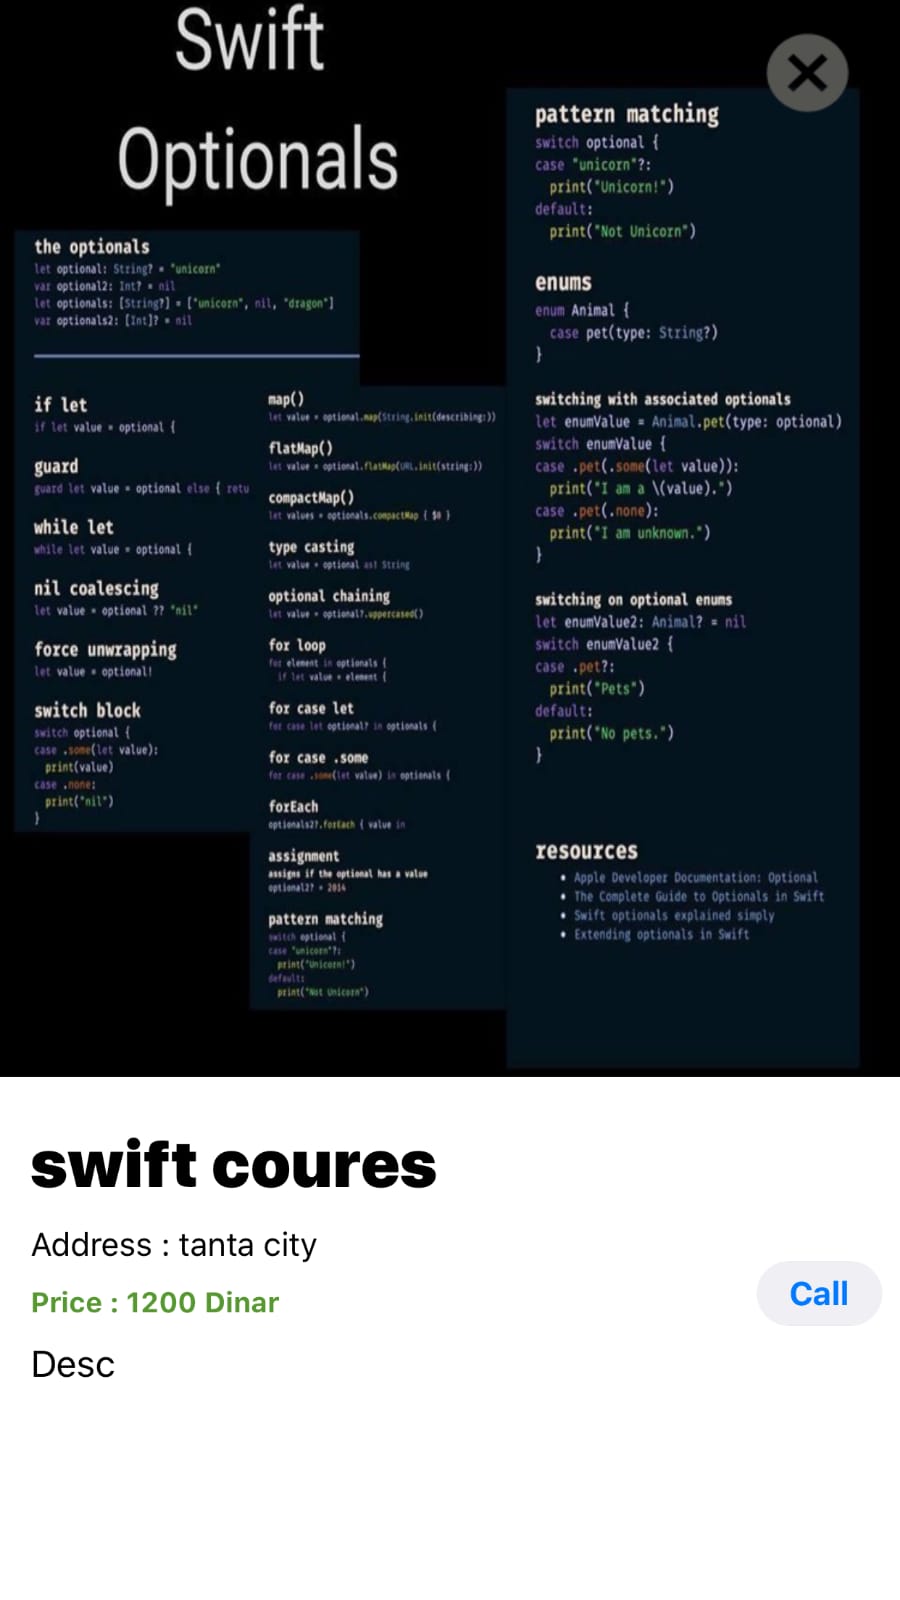 Swift
Optionals
the optionals
let optional: String? = "unicorn"
var optional2: Int? = nil
let optionals: [String?] = ["unicorn", nil, "dragon"]
var optionals2: [Int]? = nil
if let
if let value = optional {
guard
guard let value = optional else { retu
while let
while let value = optional {
nil coalescing
let value = optional ?? "nil"
force unwrapping
let value = optional!
switch block
switch optional {
case .some(let value):
print(value)
case .none:
print("nil")
}
map()
let value = optional.map(String.init(describing:))
flatMap()
let value = optional.flatMap(URL.init(string:))
compactMap()
let values = optionals.compactMap { $0 }
type casting
let value = optional as! String
optional chaining
let value = optional?.uppercased()
for loop
for element in optionals {
if let value = element {
for case let
for case let optional? in optionals {
for case .some
for case .some(let value) in optionals {
forEach
optionals2?.forEach { value in
assignment
assigns if the optional has a value
optional2? = 2014
pattern matching
switch optional {
case "unicorn"?:
print("Unicorn!")
default:
print("Not Unicorn")
pattern matching
switch optional {
case "unicorn"?:
print("Unicorn!")
default:
print("Not Unicorn")
enums
enum Animal {
case pet(type: String?)
}
switching with associated optionals
let enumValue = Animal.pet(type: optional)
switch enumValue {
case .pet(.some(let value)):
print("I am a \(value).")
case .pet(.none):
print("I am unknown.")
}
switching on optional enums
let enumValue2: Animal? = nil
switch enumValue2 {
case .pet?:
print("Pets")
default:
print("No pets.")
}
resources
• Apple Developer Documentation: Optional
• The Complete Guide to Optionals in Swift
• Swift optionals explained simply
• Extending optionals in Swift
swift coures
Address : tanta city
Price : 1200 Dinar
Call
Desc